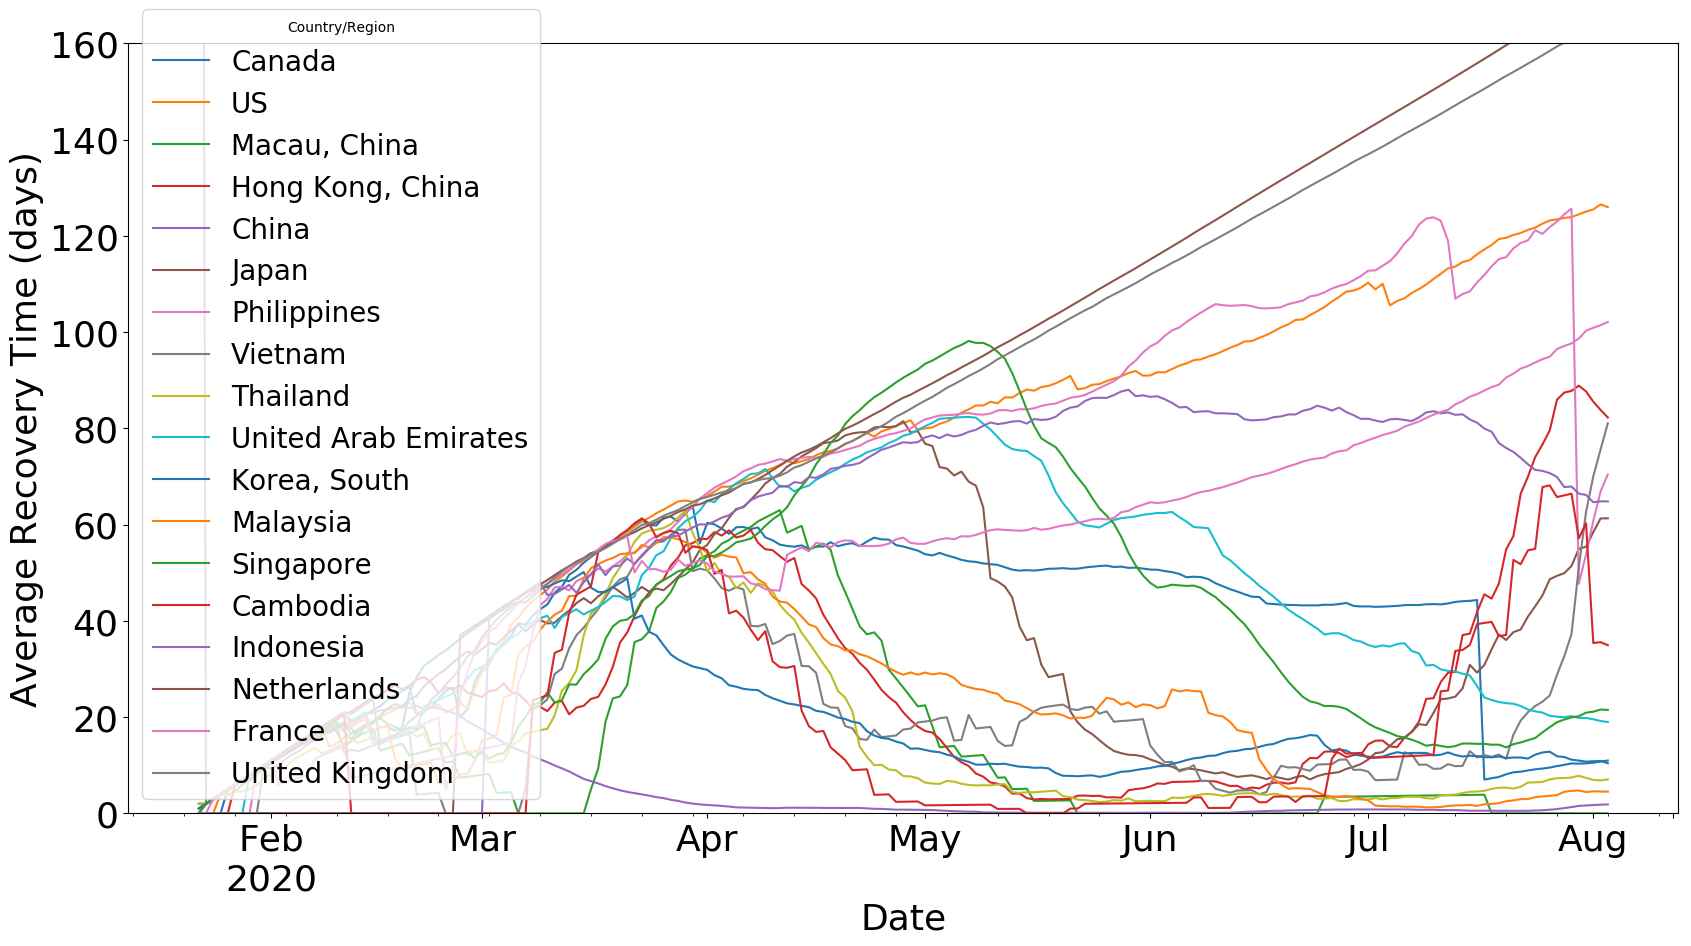 Country/Region
Canada
US
Macau, China
Hong Kong, China
China
Japan
Philippines
Vietnam
Thailand
United Arab Emirates
Korea, South
Malaysia
Singapore
Cambodia
Indonesia
Netherlands
France
United Kingdom
Average Recovery Time (days)
160
140
120
100
80
60
40
20
0
Feb Mar Apr May Jun Jul Aug
2020
Date